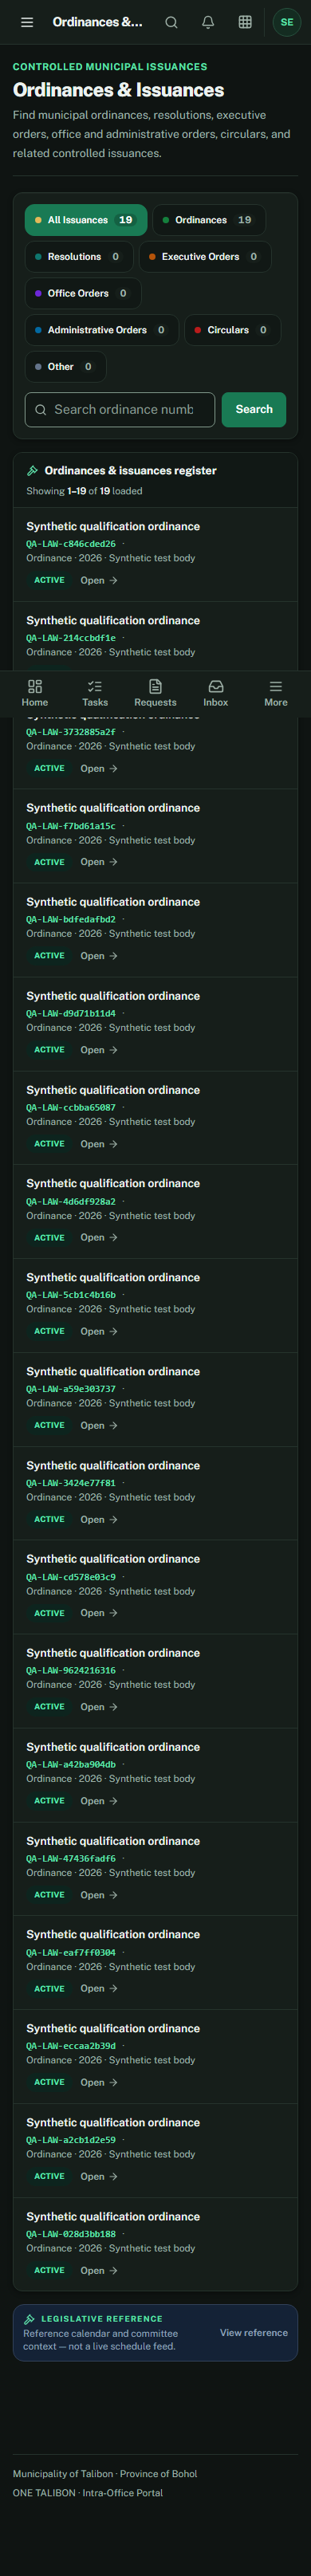 Ordinances &...
SE
CONTROLLED MUNICIPAL ISSUANCES
Ordinances & Issuances
Find municipal ordinances, resolutions, executive
orders, office and administrative orders, circulars, and
related controlled issuances.
All Issuances 19
Ordinances 19
Resolutions 0
Executive Orders 0
Office Orders 0
Administrative Orders 0
Circulars 0
Other 0
Search ordinance numb
Search
Ordinances & issuances register
Showing 1–19 of 19 loaded
Synthetic qualification ordinance
QA-LAW-c846cded26 ·
Ordinance · 2026 · Synthetic test body
ACTIVE Open →
Synthetic qualification ordinance
QA-LAW-214ccbdf1e ·
Ordinance · 2026 · Synthetic test body
Home
Tasks
Requests
Inbox
More
QA-LAW-3732885a2f ·
Ordinance · 2026 · Synthetic test body
ACTIVE Open →
Synthetic qualification ordinance
QA-LAW-f7bd61a15c ·
Ordinance · 2026 · Synthetic test body
ACTIVE Open →
Synthetic qualification ordinance
QA-LAW-bdfedafbd2 ·
Ordinance · 2026 · Synthetic test body
ACTIVE Open →
Synthetic qualification ordinance
QA-LAW-d9d71b11d4 ·
Ordinance · 2026 · Synthetic test body
ACTIVE Open →
Synthetic qualification ordinance
QA-LAW-ccbba65087 ·
Ordinance · 2026 · Synthetic test body
ACTIVE Open →
Synthetic qualification ordinance
QA-LAW-4d6df928a2 ·
Ordinance · 2026 · Synthetic test body
ACTIVE Open →
Synthetic qualification ordinance
QA-LAW-5cb1c4b16b ·
Ordinance · 2026 · Synthetic test body
ACTIVE Open →
Synthetic qualification ordinance
QA-LAW-a59e303737 ·
Ordinance · 2026 · Synthetic test body
ACTIVE Open →
Synthetic qualification ordinance
QA-LAW-3424e77f81 ·
Ordinance · 2026 · Synthetic test body
ACTIVE Open →
Synthetic qualification ordinance
QA-LAW-cd578e03c9 ·
Ordinance · 2026 · Synthetic test body
ACTIVE Open →
Synthetic qualification ordinance
QA-LAW-9624216316 ·
Ordinance · 2026 · Synthetic test body
ACTIVE Open →
Synthetic qualification ordinance
QA-LAW-a42ba904db ·
Ordinance · 2026 · Synthetic test body
ACTIVE Open →
Synthetic qualification ordinance
QA-LAW-47436fadf6 ·
Ordinance · 2026 · Synthetic test body
ACTIVE Open →
Synthetic qualification ordinance
QA-LAW-eaf7ff0304 ·
Ordinance · 2026 · Synthetic test body
ACTIVE Open →
Synthetic qualification ordinance
QA-LAW-eccaa2b39d ·
Ordinance · 2026 · Synthetic test body
ACTIVE Open →
Synthetic qualification ordinance
QA-LAW-a2cb1d2e59 ·
Ordinance · 2026 · Synthetic test body
ACTIVE Open →
Synthetic qualification ordinance
QA-LAW-028d3bb188 ·
Ordinance · 2026 · Synthetic test body
ACTIVE Open →
LEGISLATIVE REFERENCE
Reference calendar and committee
context — not a live schedule feed.
View reference
Municipality of Talibon · Province of Bohol
ONE TALIBON · Intra-Office Portal